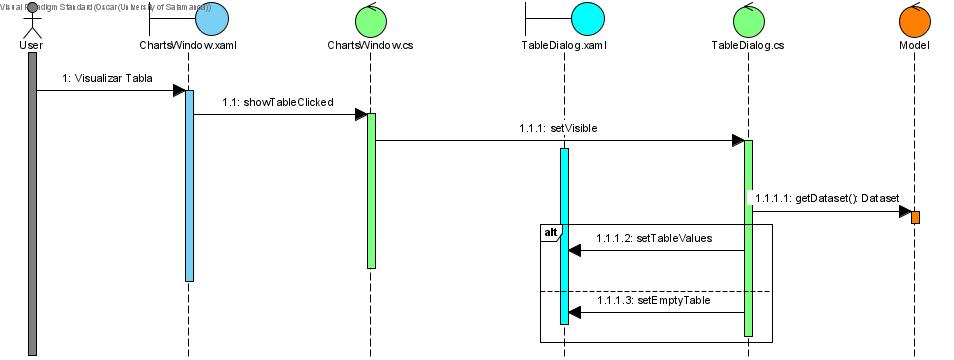 Visual Paradigm Standard (Oscar(University of Salamanca))
User
ChartsWindow.xaml
ChartsWindow.cs
TableDialog.xaml
TableDialog.cs
Model
1: Visualizar Tabla
1.1: showTableClicked
1.1.1: setVisible
1.1.1.1: getDataset(): Dataset
alt
1.1.1.2: setTableValues
1.1.1.3: setEmptyTable